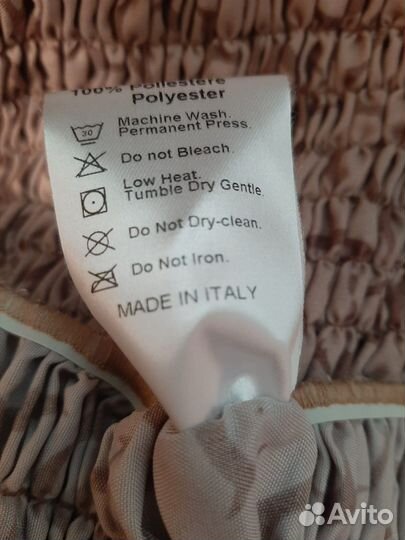 100% Poliestere
Polyester
30
Machine Wash.
Permanent Press.
Do not Bleach.
Low Heat.
Tumble Dry Gentle
Do Not Dry-clean.
Do Not Iron.
MADE IN ITALY
Avito